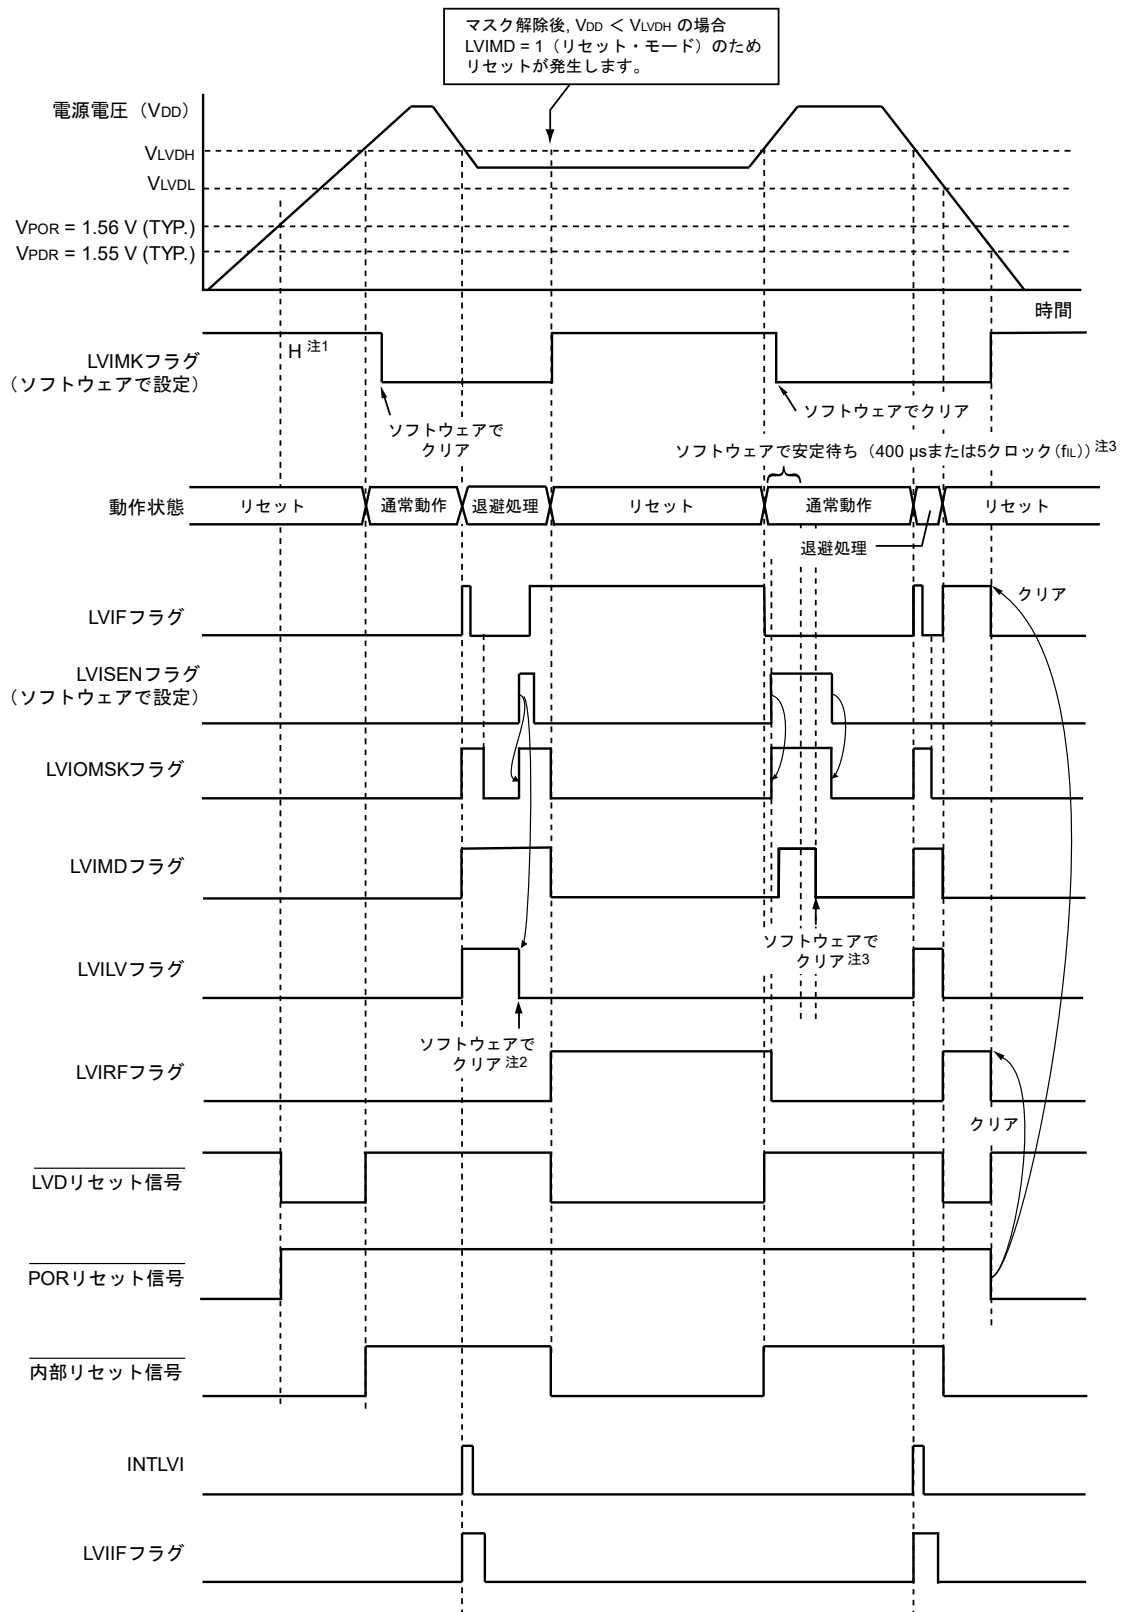 マスク解除後, VDD ＜ VLVDH の場合
LVIMD = 1（リセット・モード）のため
リセットが発生します。
電源電圧（VDD）
VLVDH
VLVDL
VPOR = 1.56 V (TYP.)
VPDR = 1.55 V (TYP.)
時間
H 注1
LVIMKフラグ
（ソフトウェアで設定）
ソフトウェアで
クリア
ソフトウェアでクリア
ソフトウェアで安定待ち（400 μsまたは5クロック（fIL））注3
動作状態
リセット
通常動作
退避処理
リセット
通常動作
リセット
退避処理
クリア
LVIFフラグ
LVISENフラグ
（ソフトウェアで設定）
LVIOMSKフラグ
LVIMDフラグ
ソフトウェアで
クリア 注3
LVILVフラグ
ソフトウェアで
クリア 注2
LVIRFフラグ
クリア
LVDリセット信号
PORリセット信号
内部リセット信号
INTLVI
LVIIFフラグ